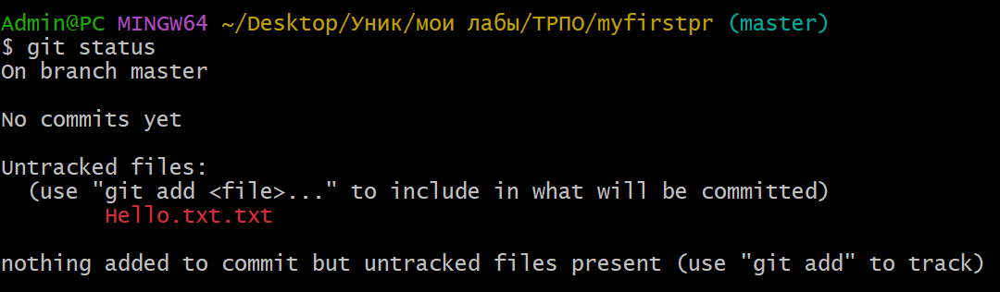 Admin@PC MINGW64 ~/Desktop/Уник/мои лабы/ТРПО/myfirstpr (master)
$ git status
On branch master
No commits yet
Untracked files:
(use "git add <file>..." to include in what will be committed)
Hello.txt.txt
nothing added to commit but untracked files present (use "git add" to track)